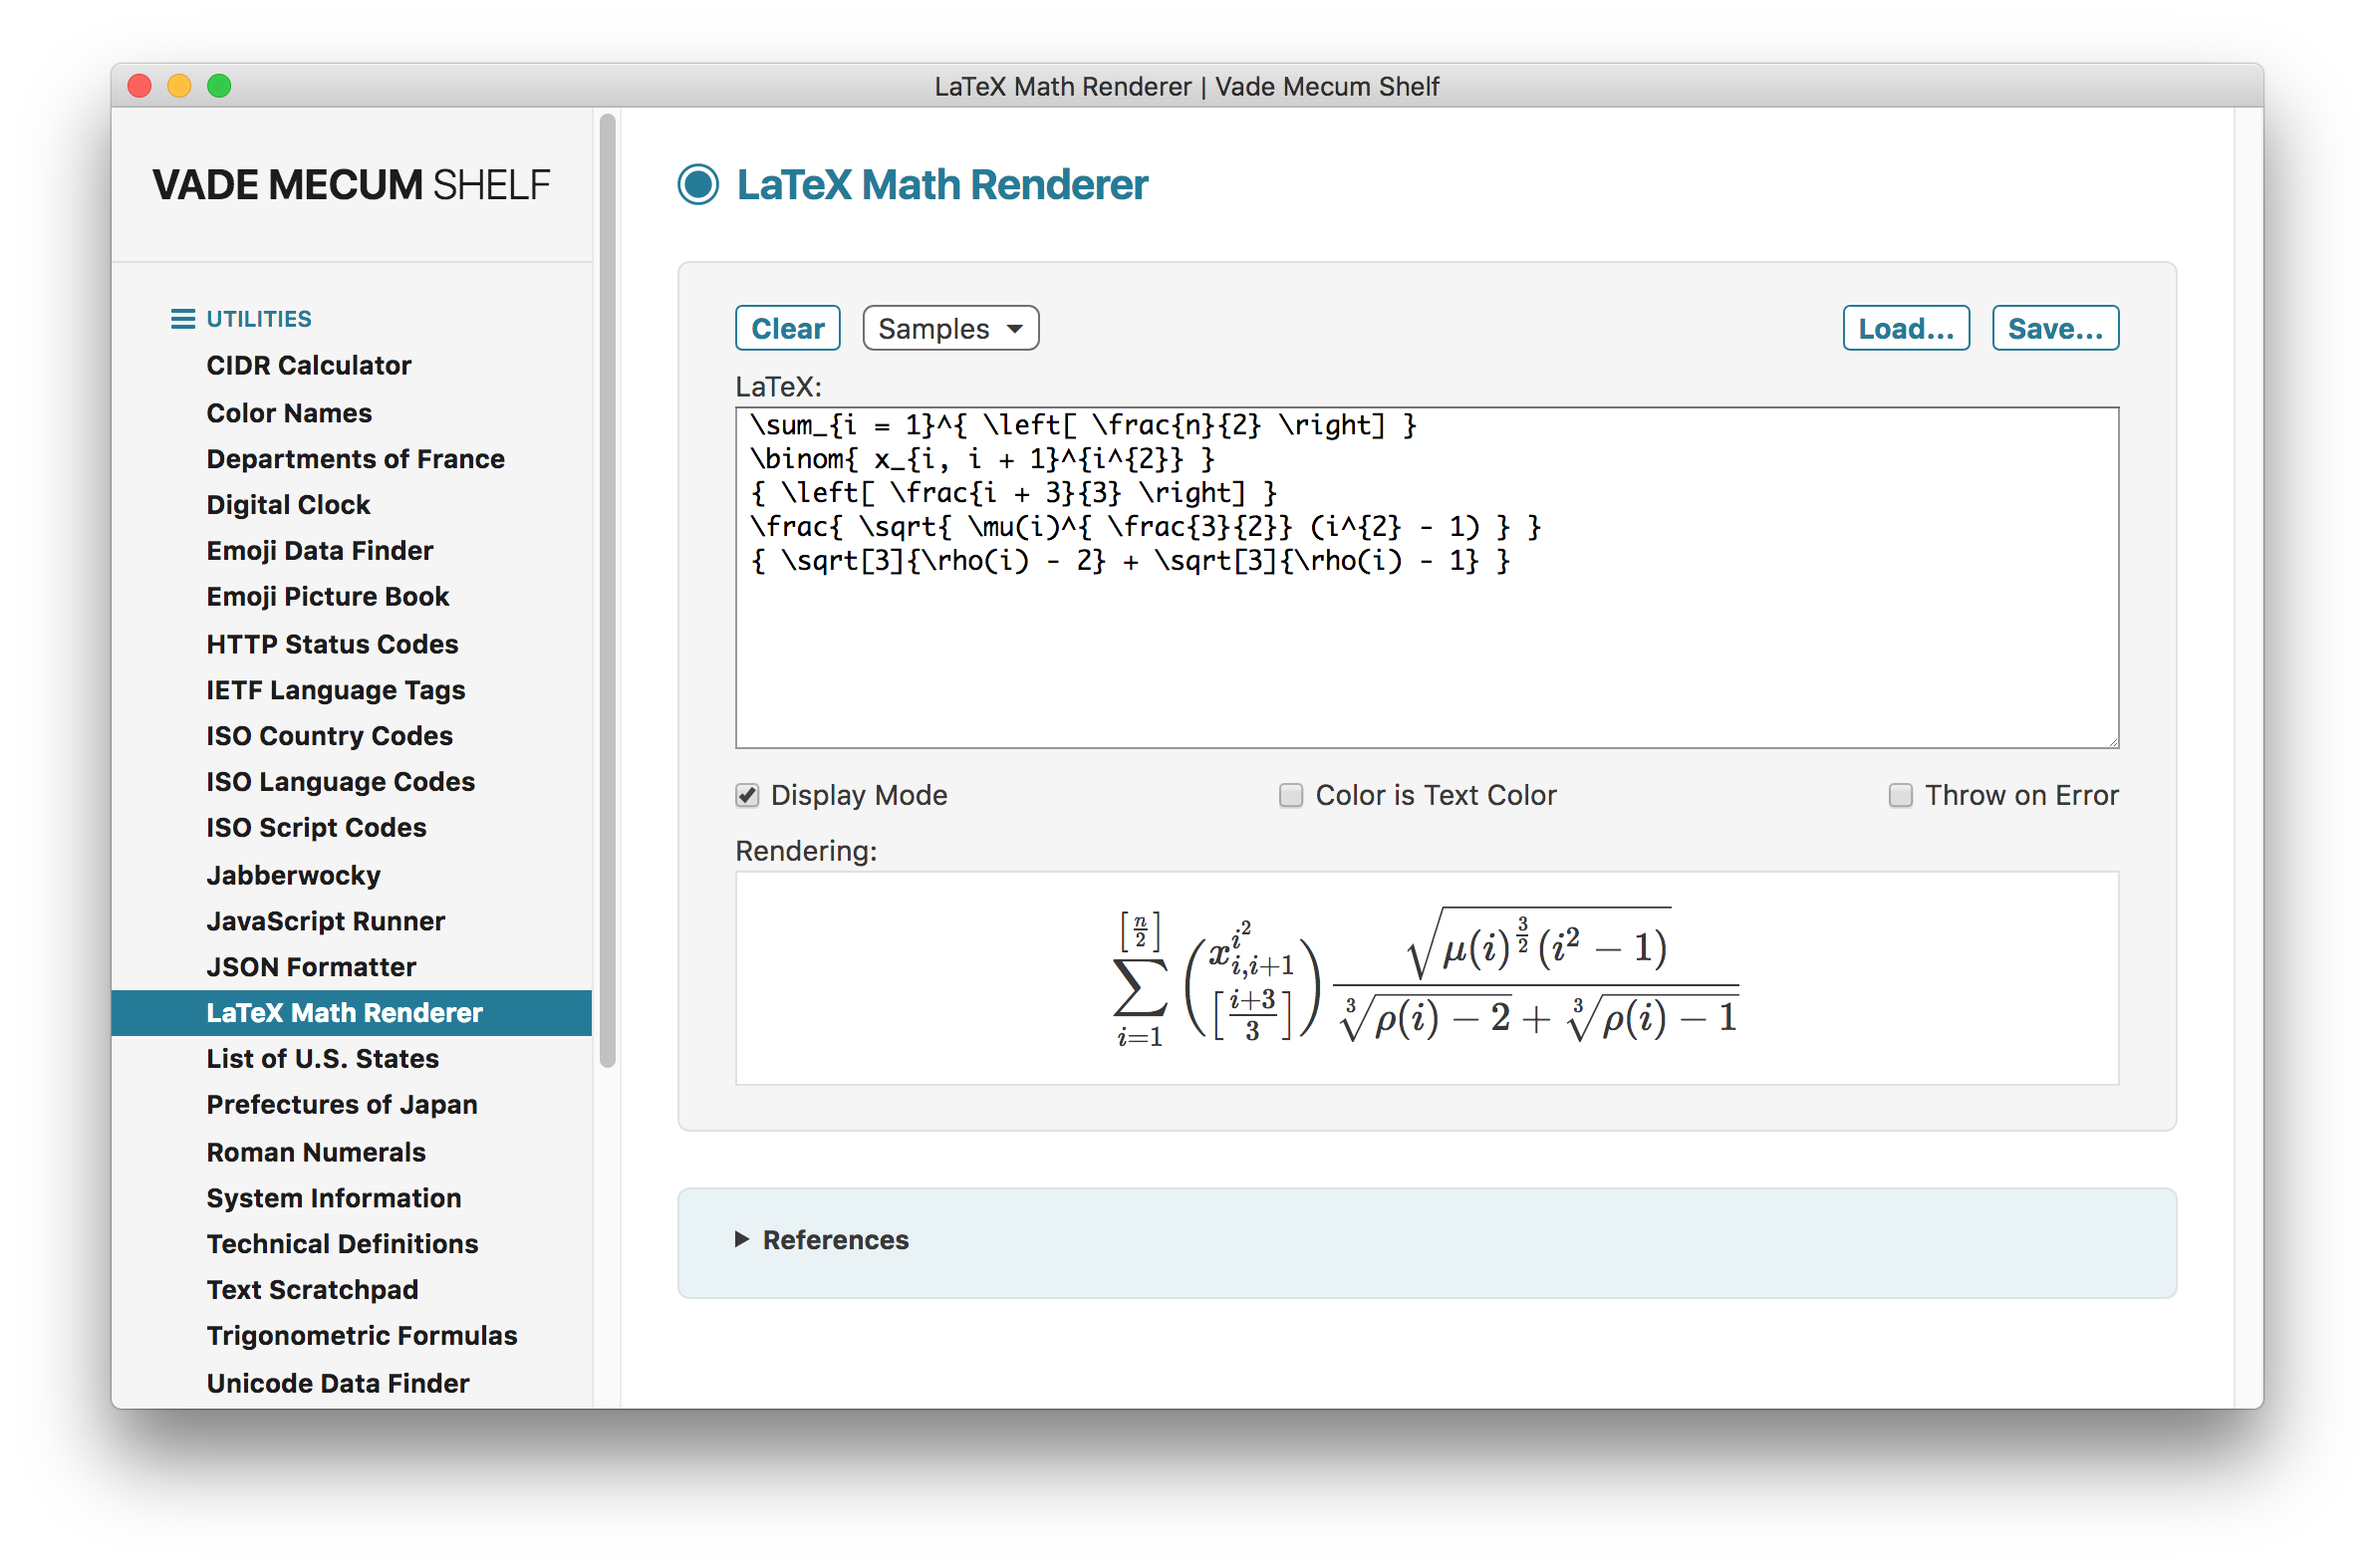 LaTeX Math Renderer | Vade Mecum Shelf
VADE MECUM SHELF
UTILITIES
CIDR Calculator
Color Names
Departments of France
Digital Clock
Emoji Data Finder
Emoji Picture Book
HTTP Status Codes
IETF Language Tags
ISO Country Codes
ISO Language Codes
ISO Script Codes
Jabberwocky
JavaScript Runner
JSON Formatter
LaTeX Math Renderer
List of U.S. States
Prefectures of Japan
Roman Numerals
System Information
Technical Definitions
Text Scratchpad
Trigonometric Formulas
Unicode Data Finder
LaTeX Math Renderer
Clear Samples Load... Save...
LaTeX:
\sum_{i = 1}^{ \left[ \frac{n}{2} \right] }
\binom{ x_{i, i + 1}^{i^{2}} }
{ \left[ \frac{i + 3}{3} \right] }
\frac{ \sqrt{ \mu(i)^{ \frac{3}{2}} (i^{2} - 1) } }
{ \sqrt[3]{\rho(i) - 2} + \sqrt[3]{\rho(i) - 1} }
Display Mode Color is Text Color Throw on Error
Rendering:
\sum_{i=1}^{\left[\frac{n}{2}\right]} \binom{x_{i,i+1}^{i^{2}}}{\left[\frac{i+3}{3}\right]} \frac{\sqrt{\mu(i)^{\frac{3}{2}}(i^{2}-1)}}{\sqrt[3]{\rho(i)-2}+\sqrt[3]{\rho(i)-1}}
References